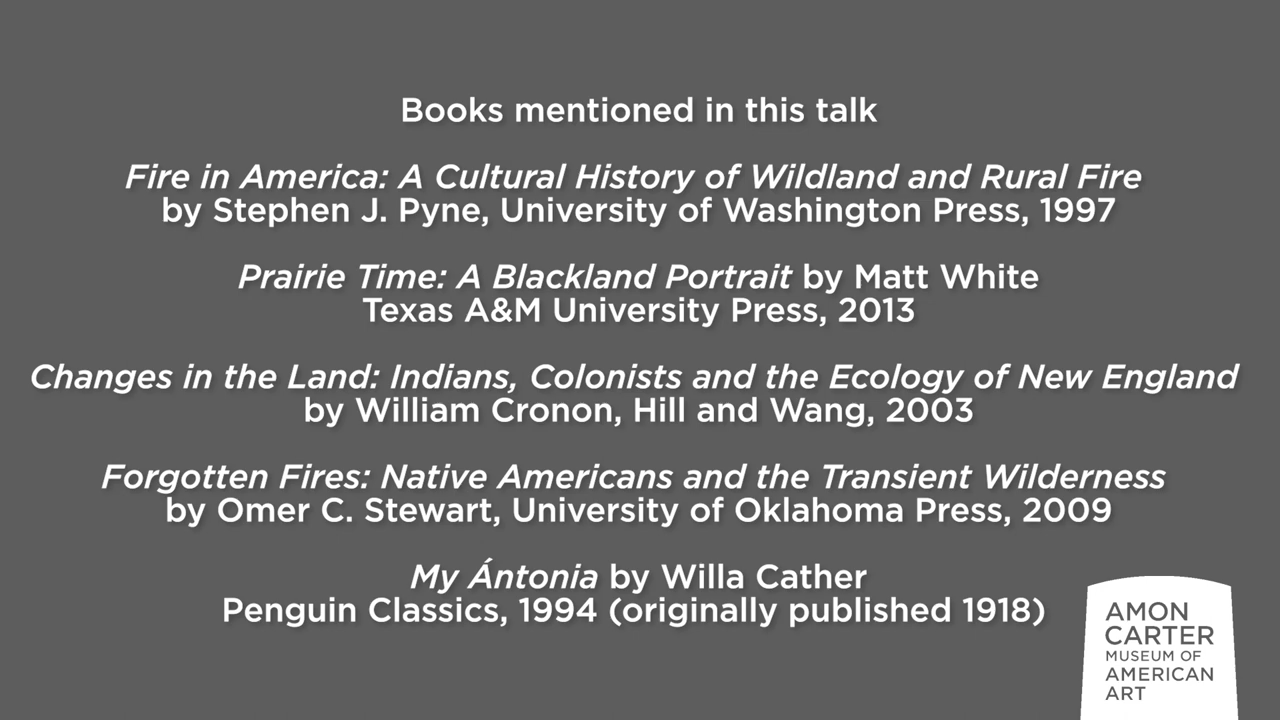 Books mentioned in this talk
Fire in America: A Cultural History of Wildland and Rural Fire
by Stephen J. Pyne, University of Washington Press, 1997
Prairie Time: A Blackland Portrait by Matt White
Texas A&M University Press, 2013
Changes in the Land: Indians, Colonists and the Ecology of New England
by William Cronon, Hill and Wang, 2003
Forgotten Fires: Native Americans and the Transient Wilderness
by Omer C. Stewart, University of Oklahoma Press, 2009
My Ántonia by Willa Cather
Penguin Classics, 1994 (originally published 1918)
AMON
CARTER
MUSEUM OF
AMERICAN
ART